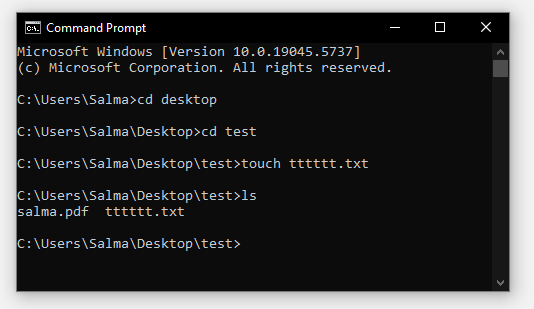 Command Prompt
Microsoft Windows [Version 10.0.19045.5737]
(c) Microsoft Corporation. All rights reserved.
C:\Users\Salma>cd desktop
C:\Users\Salma\Desktop>cd test
C:\Users\Salma\Desktop\test>touch tttttt.txt
C:\Users\Salma\Desktop\test>ls
salma.pdf  tttttt.txt
C:\Users\Salma\Desktop\test>